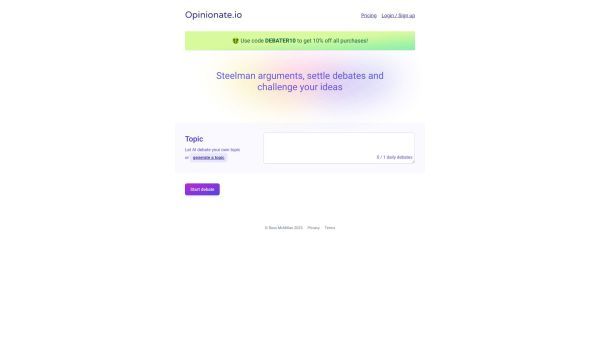 Opinionate.io
Pricing Login / Sign up
Use code DEBATER10 to get 10% off all purchases!
Steelman arguments, settle debates and
challenge your ideas
Topic
Let AI debate your own topic
or generate a topic
/ 1 daily debates
Start debate
© Ross McMillan 2023 Privacy Terms